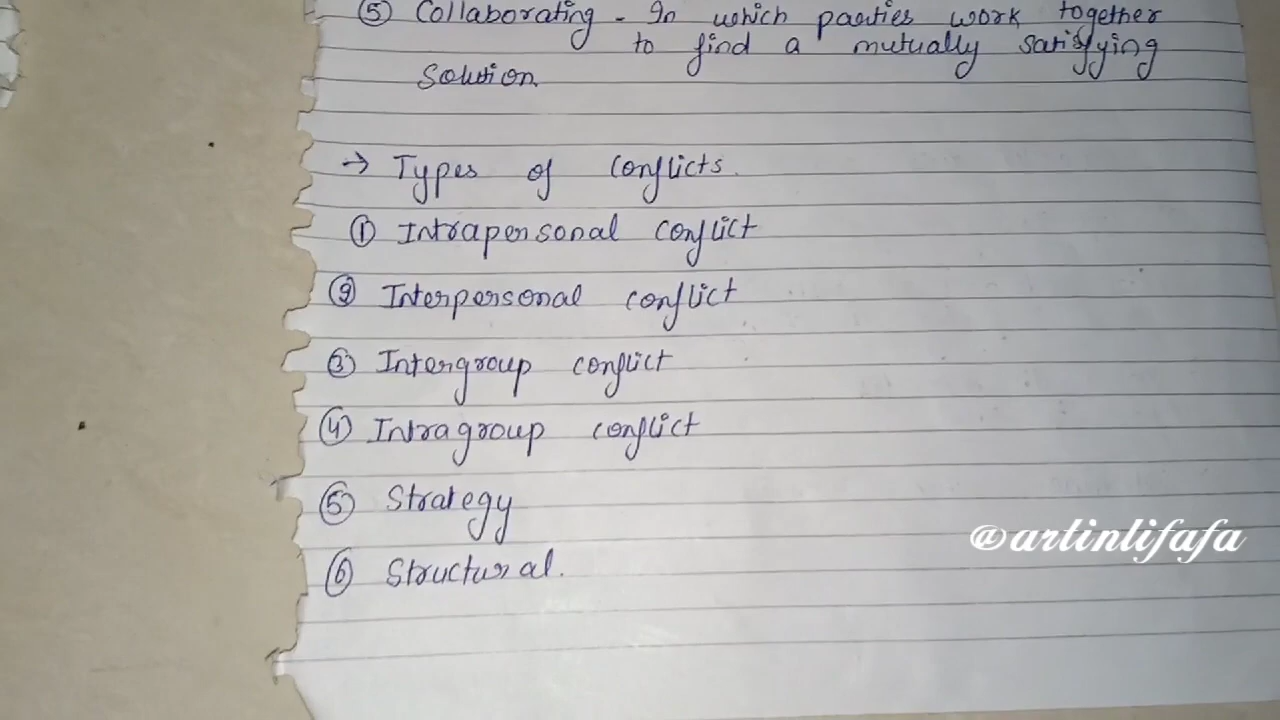 ⑤ Collaborating - In which parties work together
to find a mutually satisfying
Solution.
→ Types of Conflicts.
① Intrapersonal conflict
② Interpersonal conflict
③ Intergroup conflict
④ Intragroup conflict
⑤ Strategy
⑥ Structural.
@artinlifafa